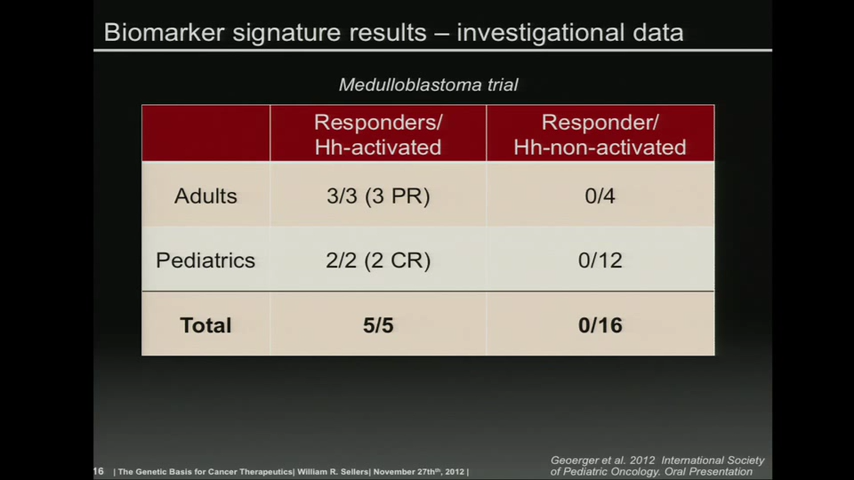 Biomarker signature results – investigational data
Medulloblastoma trial
Responders/ Responder/
Hh-activated Hh-non-activated
Adults 3/3 (3 PR) 0/4
Pediatrics 2/2 (2 CR) 0/12
Total 5/5 0/16
Geoerger et al. 2012 International Society
of Pediatric Oncology. Oral Presentation
16 | The Genetic Basis for Cancer Therapeutics| William R. Sellers| November 27thth, 2012 |